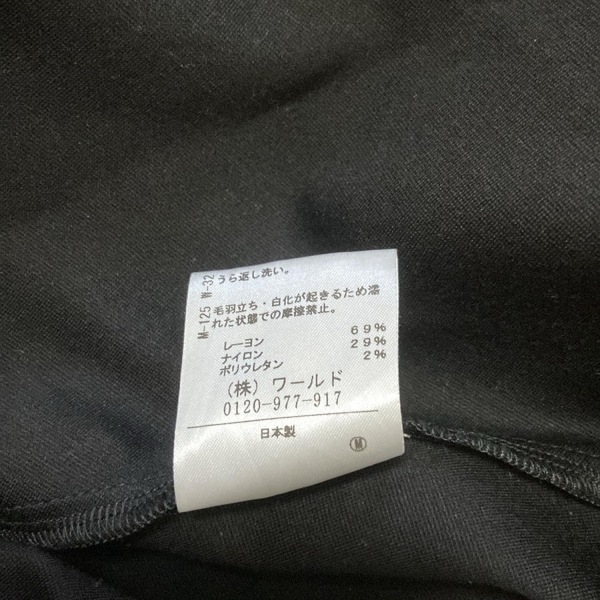 M-125 W-32
うら返し洗い。
毛羽立ち・白化が起きるため濡
れた状態での摩擦禁止。
レーヨン 69%
ナイロン 29%
ポリウレタン 2%
(株) ワールド
0120-977-917
日本製
M